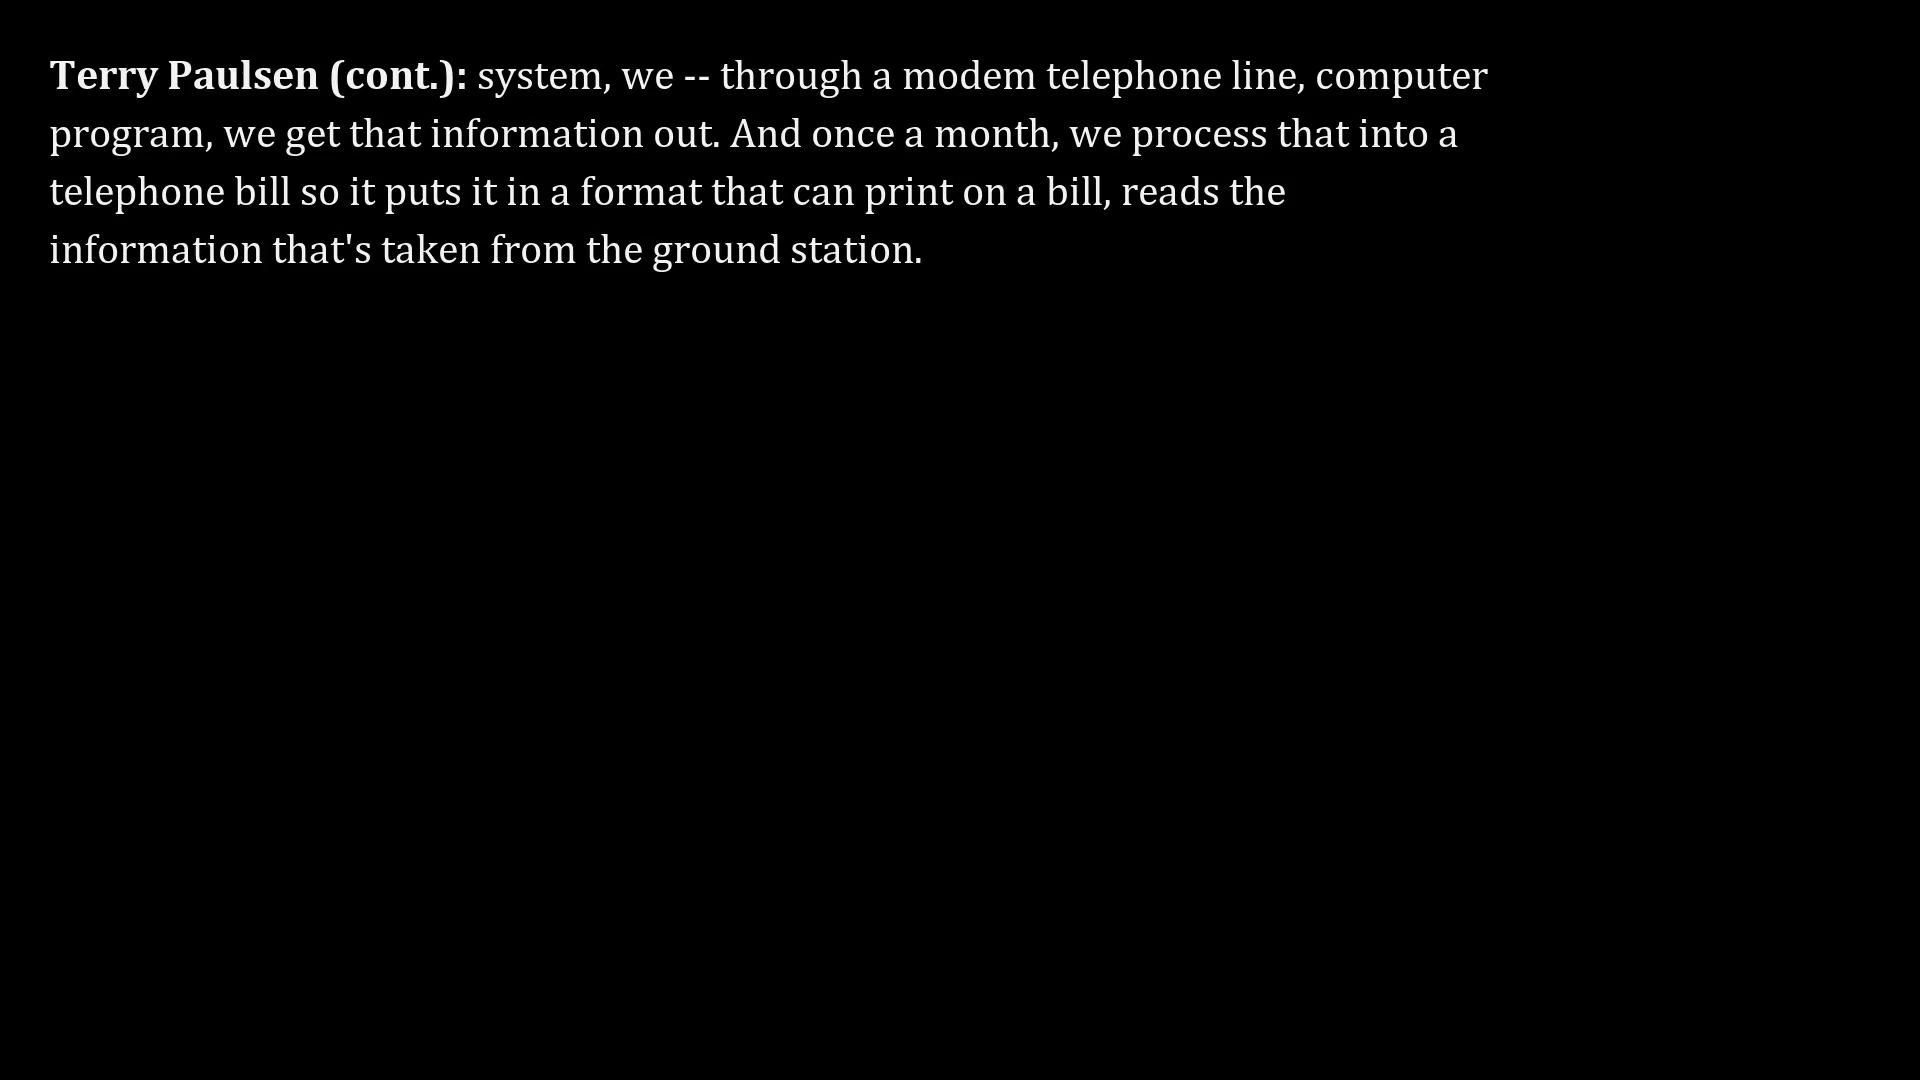 Terry Paulsen (cont.): system, we -- through a modem telephone line, computer
program, we get that information out. And once a month, we process that into a
telephone bill so it puts it in a format that can print on a bill, reads the
information that's taken from the ground station.